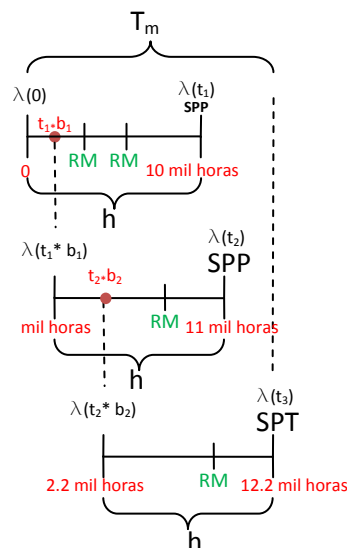 Tm
λ(0)
λ(t1)
SPP
t1*b1
RM RM
0 10 mil horas
h
λ(t1* b1)
λ(t2)
SPP
t2*b2
RM
mil horas 11 mil horas
h
λ(t2* b2)
λ(t3)
SPT
RM
2.2 mil horas 12.2 mil horas
h